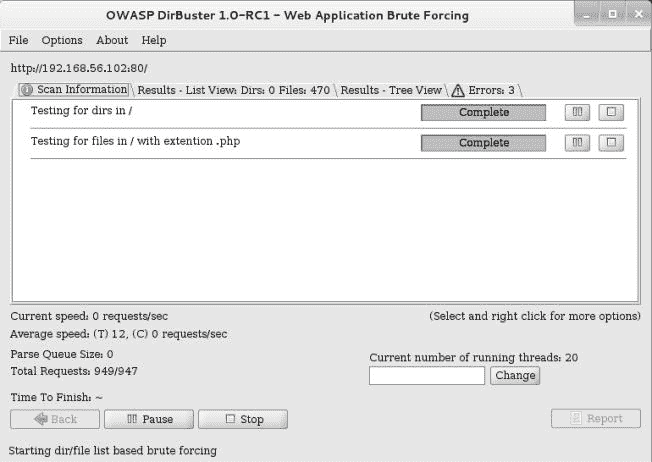 OWASP DirBuster 1.0-RC1 - Web Application Brute Forcing
File Options About Help
http://192.168.56.102:80/
Scan Information Results - List View: Dirs: 0 Files: 470 Results - Tree View Errors: 3
Testing for dirs in / Complete
Testing for files in / with extention .php Complete
Current speed: 0 requests/sec (Select and right click for more options)
Average speed: (T) 12, (C) 0 requests/sec
Parse Queue Size: 0
Current number of running threads: 20
Total Requests: 949/947
Change
Time To Finish: ~
Back Pause Stop Report
Starting dir/file list based brute forcing